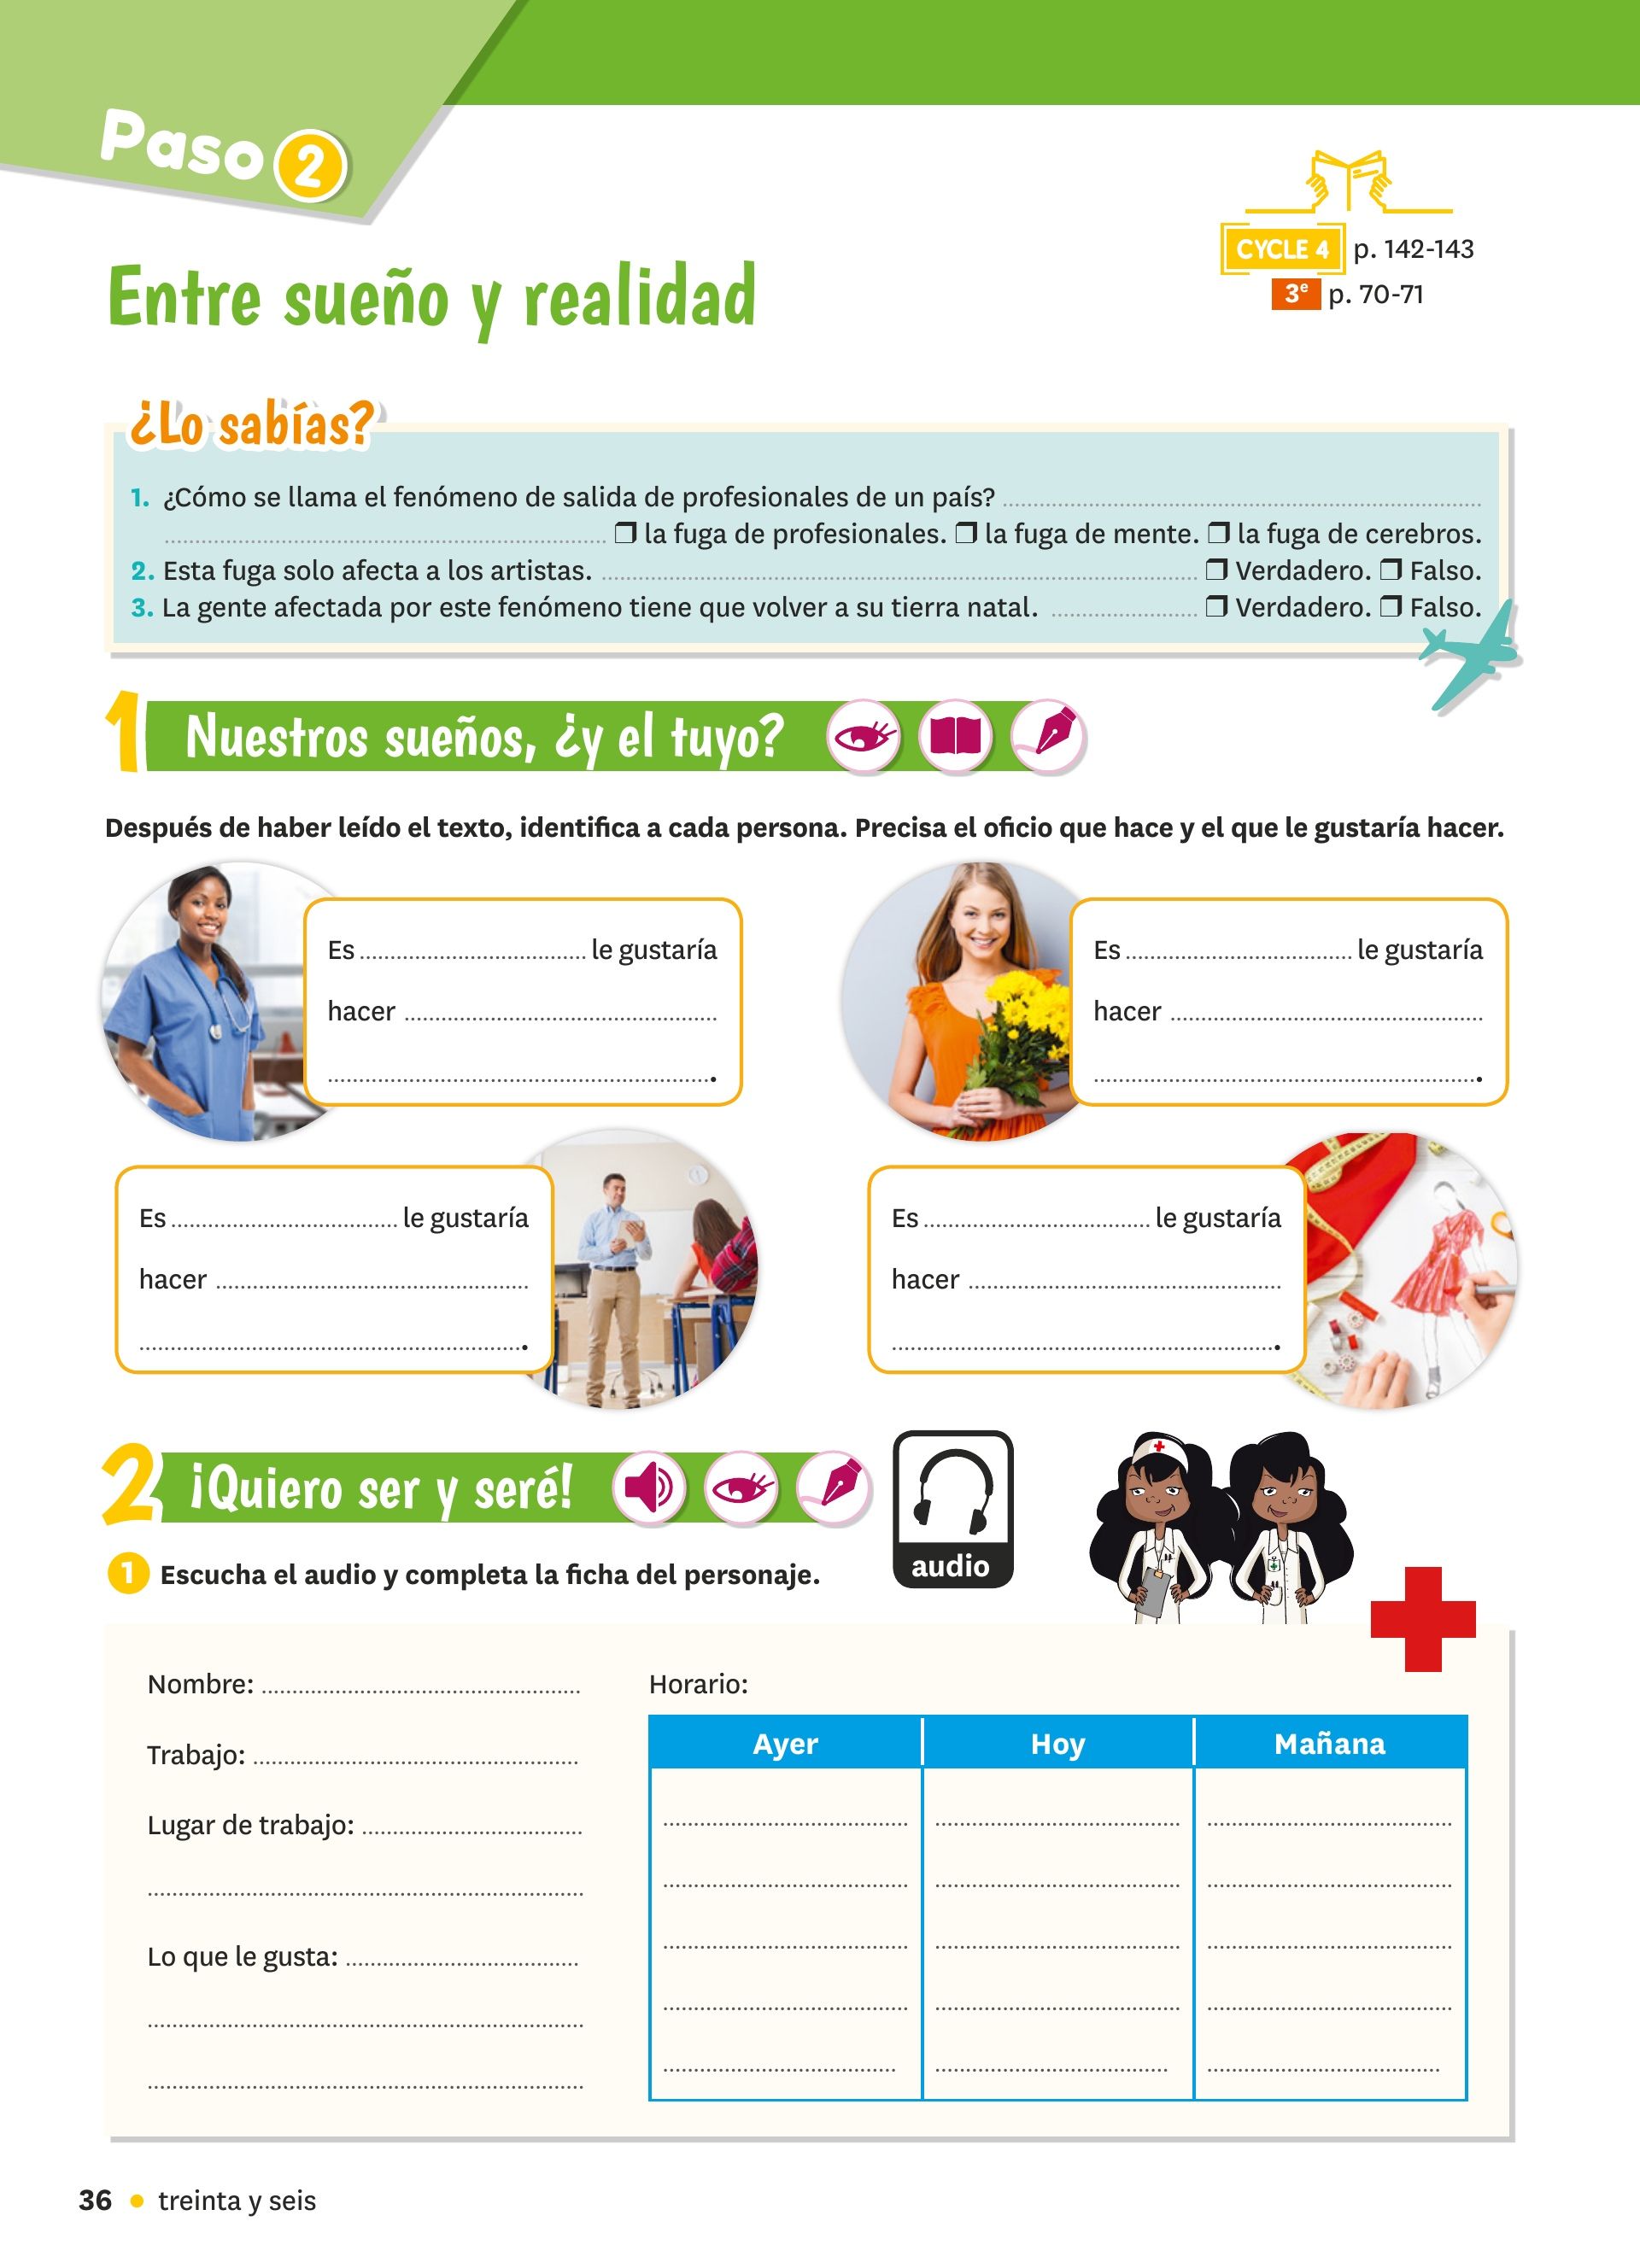 Paso 2
CYCLE 4 p. 142-143
3e p. 70-71
Entre sueño y realidad
¿Lo sabías?
1. ¿Cómo se llama el fenómeno de salida de profesionales de un país?
❒ la fuga de profesionales. ❒ la fuga de mente. ❒ la fuga de cerebros.
2. Esta fuga solo afecta a los artistas. ❒ Verdadero. ❒ Falso.
3. La gente afectada por este fenómeno tiene que volver a su tierra natal. ❒ Verdadero. ❒ Falso.
1 Nuestros sueños, ¿y el tuyo?
Después de haber leído el texto, identifica a cada persona. Precisa el oficio que hace y el que le gustaría hacer.
Es ........ le gustaría
hacer ........
.........
Es ........ le gustaría
hacer ........
.........
Es ........ le gustaría
hacer ........
.........
Es ........ le gustaría
hacer ........
.........
2 ¡Quiero ser y seré!
audio
1 Escucha el audio y completa la ficha del personaje.
Nombre: ........
Trabajo: ........
Lugar de trabajo: ........
Lo que le gusta: ........
Horario:
Ayer Hoy Mañana
36 • treinta y seis